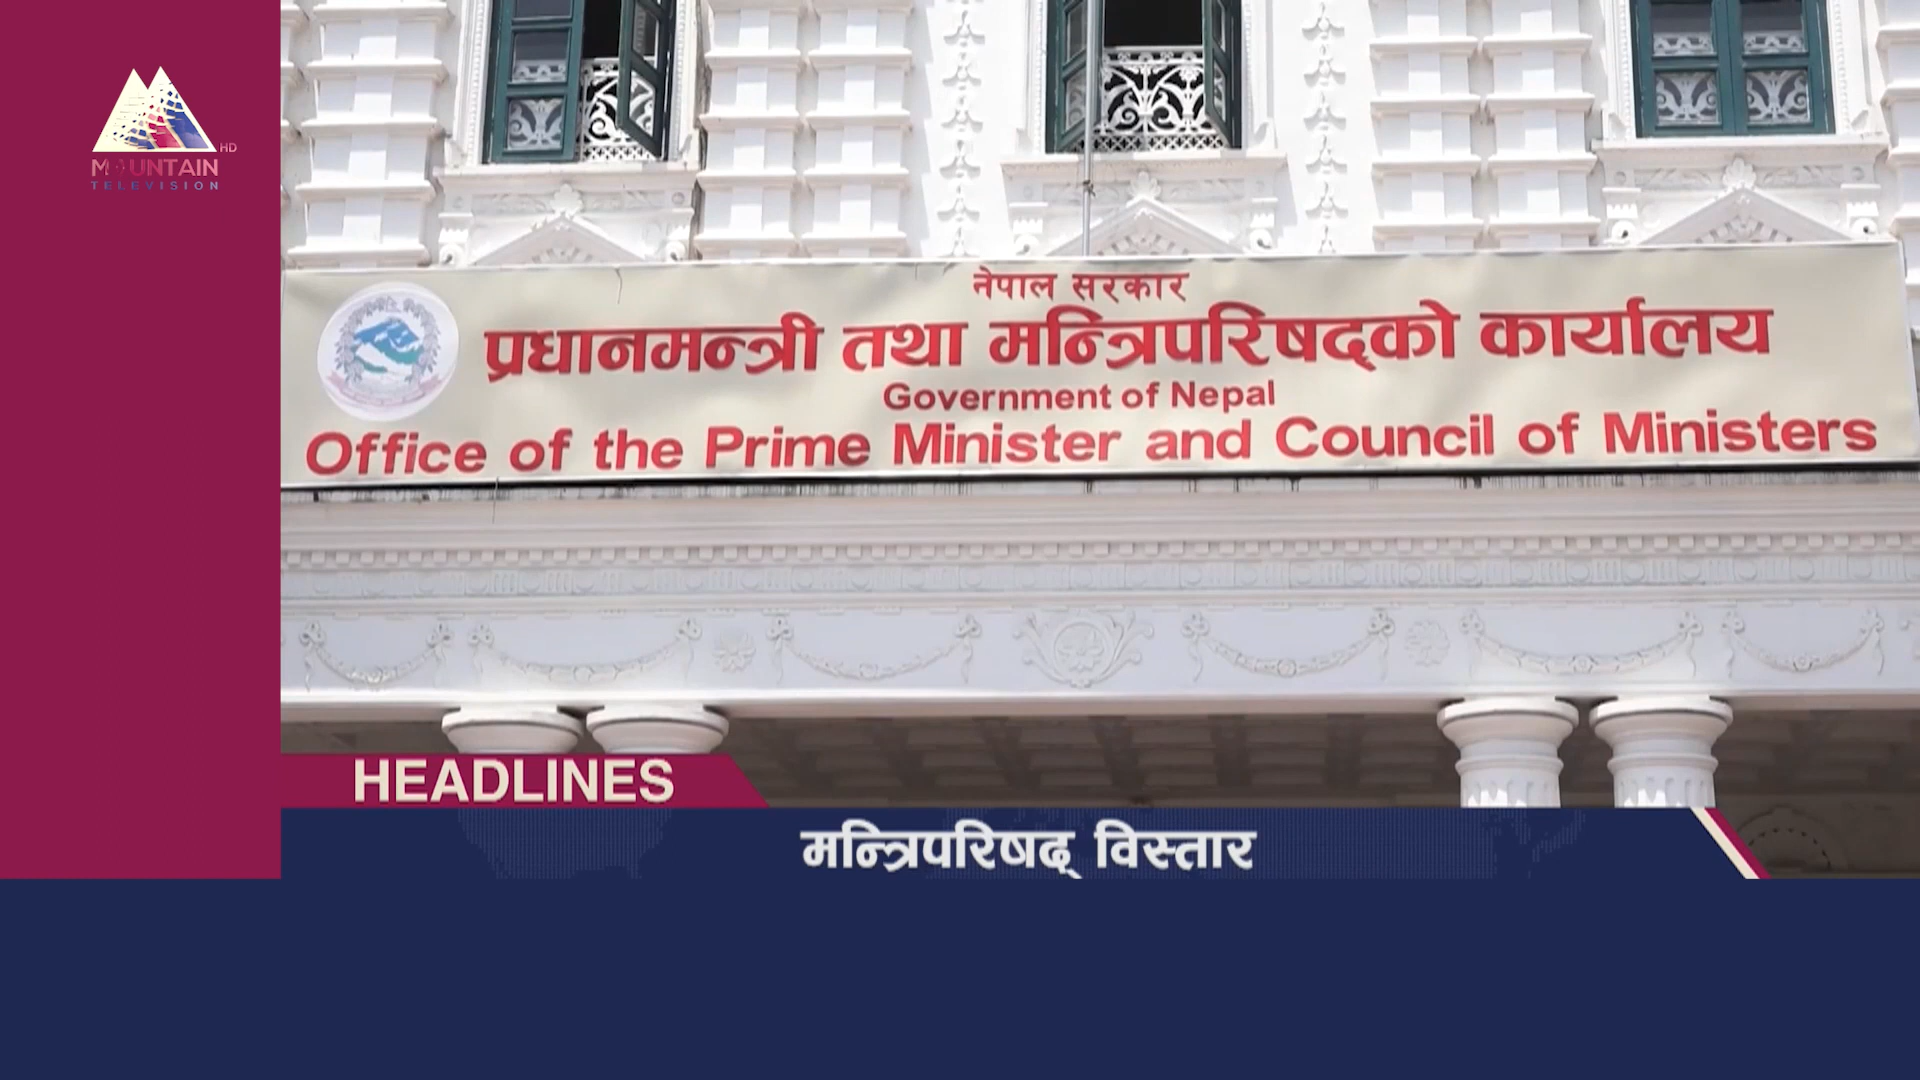 MOUNTAIN HD
TELEVISION
नेपाल सरकार
प्रधानमन्त्री तथा मन्त्रिपरिषद्को कार्यालय
Government of Nepal
Office of the Prime Minister and Council of Ministers
HEADLINES
मन्त्रिपरिषद् विस्तार